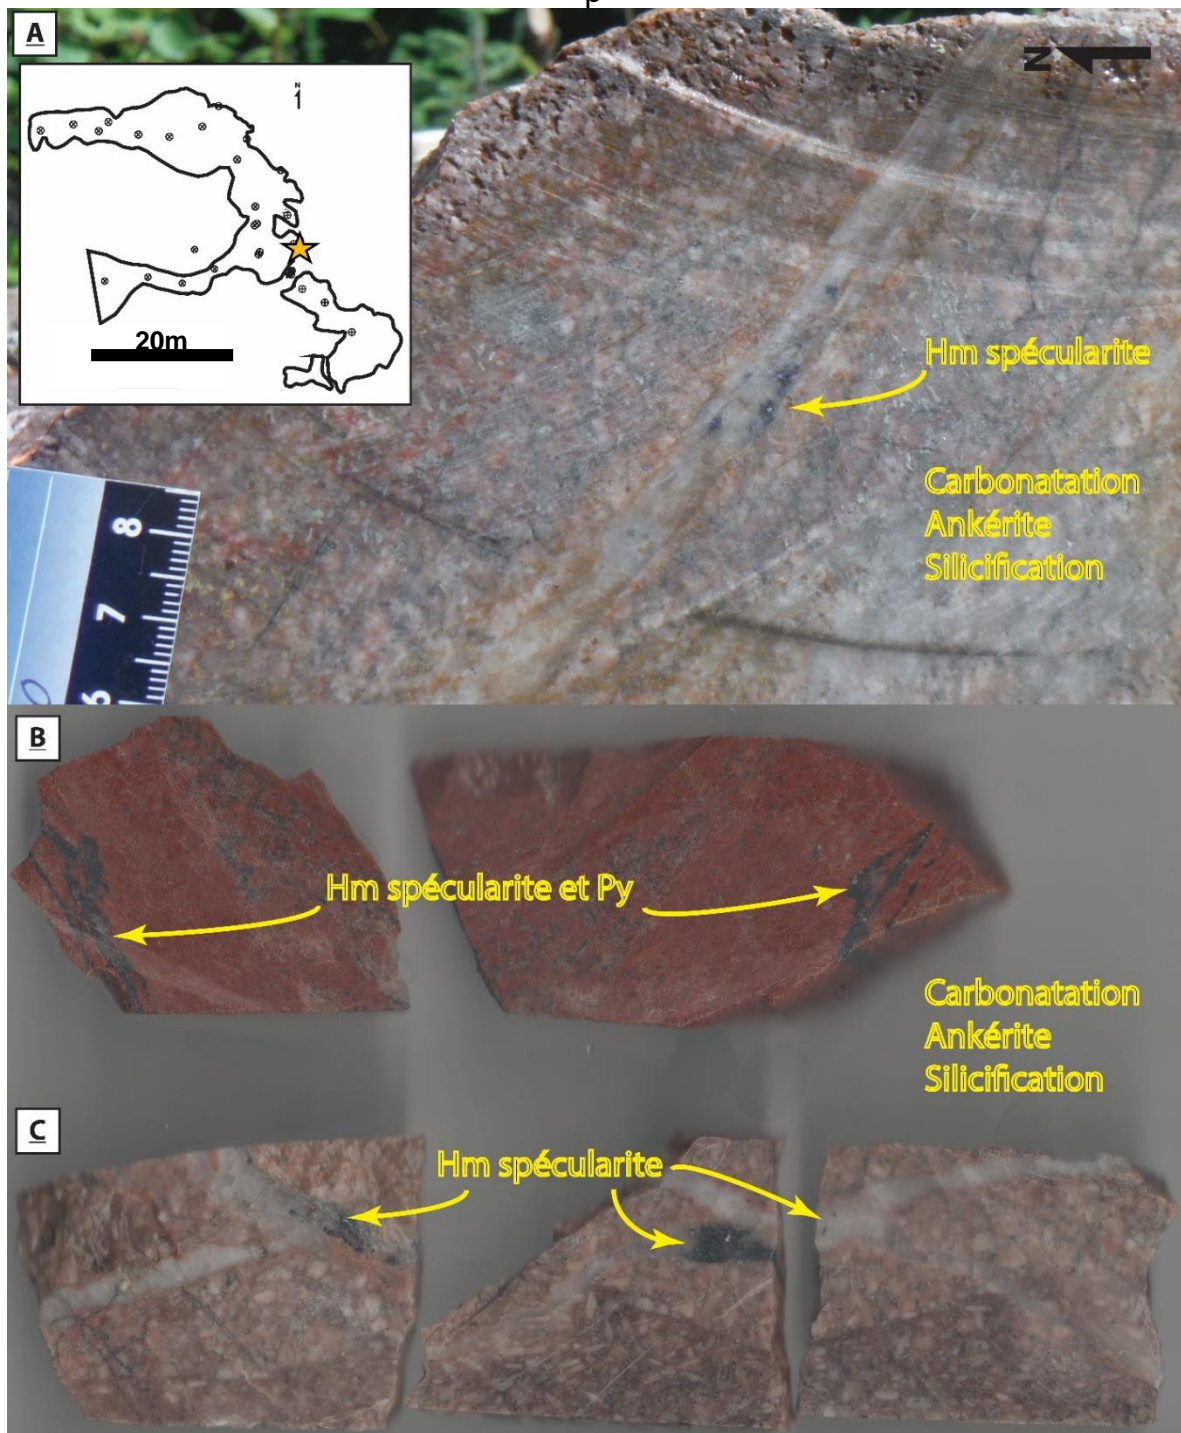 A
N
N
20m
Hm spécularite
Carbonatation
Ankérite
Silicification
8
7
6
B
Hm spécularite et Py
Carbonatation
Ankérite
Silicification
C
Hm spécularite